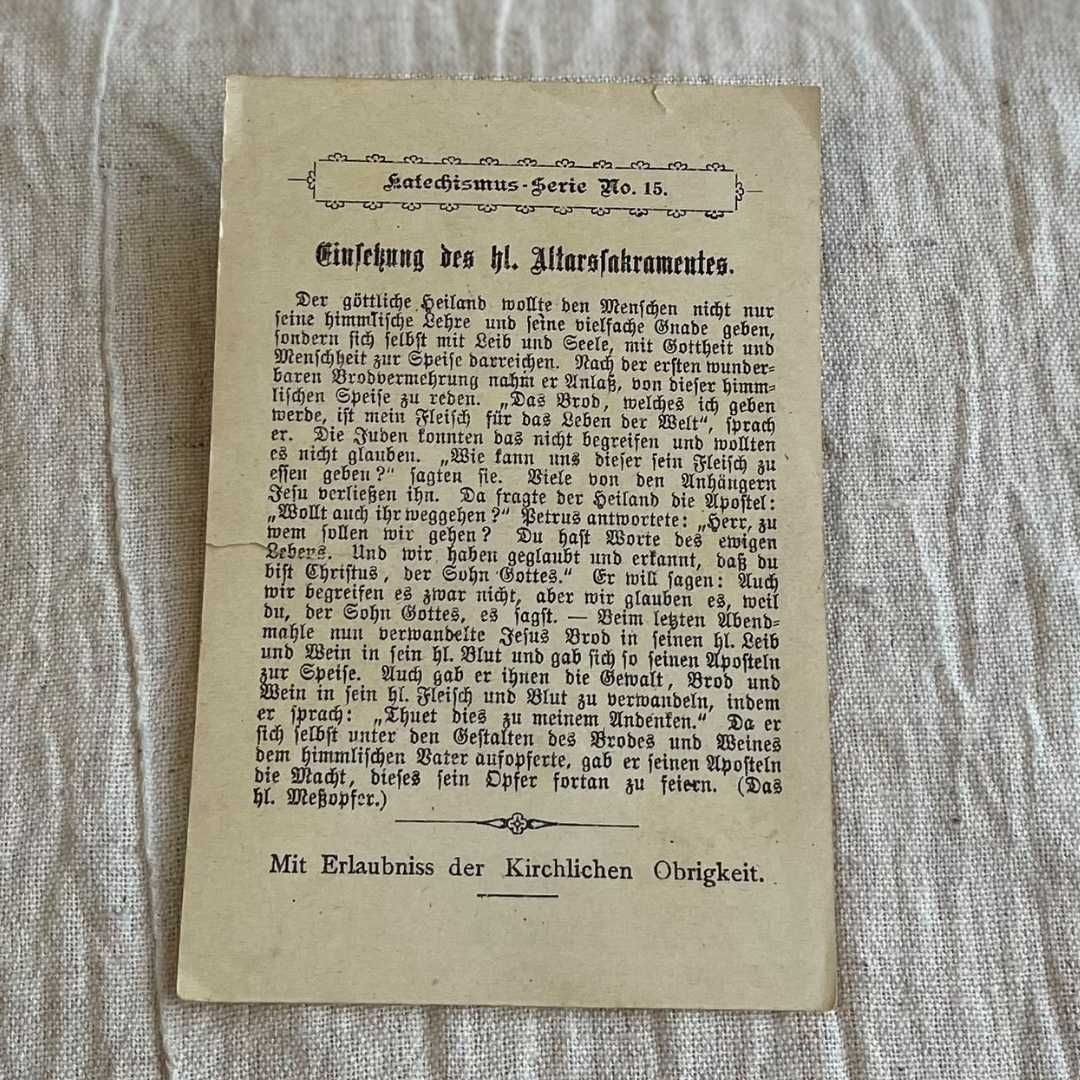 Katechismus-Serie No. 15.
Einsetzung des hl. Altarssakramentes.
Der göttliche Heiland wollte den Menschen nicht nur
seine himmlische Lehre und seine vielfache Gnade geben,
sondern sich selbst mit Leib und Seele, mit Gottheit und
Menschheit zur Speise darreichen. Nach der ersten wunder-
baren Brodvermehrung nahm er Anlaß, von dieser himm-
lischen Speise zu reden. „Das Brod, welches ich geben
werde, ist mein Fleisch für das Leben der Welt“, sprach
er. Die Juden konnten das nicht begreifen und wollten
es nicht glauben. „Wie kann uns dieser sein Fleisch zu
essen geben?“ sagten sie. Viele von den Anhängern
Jesu verließen ihn. Da fragte der Heiland die Apostel:
„Wollt auch ihr weggehen?“ Petrus antwortete: „Herr, zu
wem sollen wir gehen? Du hast Worte des ewigen
Lebens. Und wir haben geglaubt und erkannt, daß du
bist Christus, der Sohn Gottes.“ Er will sagen: Auch
wir begreifen es zwar nicht, aber wir glauben es, weil
du, der Sohn Gottes, es sagst. — Beim letzten Abend-
mahle nun verwandelte Jesus Brod in seinen hl. Leib
und Wein in sein hl. Blut und gab sich so seinen Aposteln
zur Speise. Auch gab er ihnen die Gewalt, Brod und
Wein in sein hl. Fleisch und Blut zu verwandeln, indem
er sprach: „Thuet dies zu meinem Andenken.“ Da er
sich selbst unter den Gestalten des Brodes und Weines
dem himmlischen Vater aufopferte, gab er seinen Aposteln
die Macht, dieses sein Opfer fortan zu feiern. (Das
hl. Meßopfer.)
Mit Erlaubniss der Kirchlichen Obrigkeit.